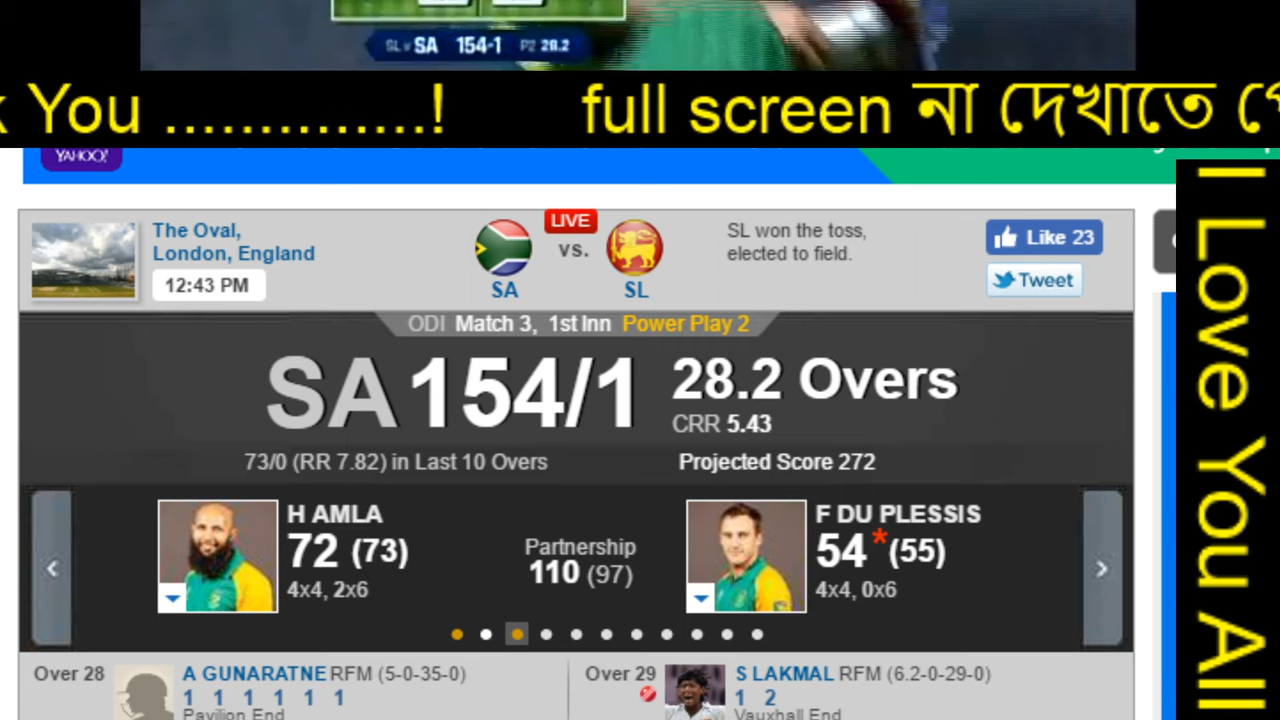 SL v SA 154-1 P2 28.2
k You ..............! full screen না দেখাতে পে
YAHOO!
The Oval,
London, England
12:43 PM
LIVE
VS.
SA
SL
SL won the toss,
elected to field.
Like 23
Tweet
ODI Match 3, 1st Inn Power Play 2
SA 154/1
28.2 Overs
CRR 5.43
73/0 (RR 7.82) in Last 10 Overs
Projected Score 272
H AMLA
72 (73)
4x4, 2x6
Partnership
110 (97)
F DU PLESSIS
54 *(55)
4x4, 0x6
Over 28
A GUNARATNE RFM (5-0-35-0)
1 1 1 1 1 1
Pavilion End
Over 29
S LAKMAL RFM (6.2-0-29-0)
1 2
Vauxhall End
I Love You All